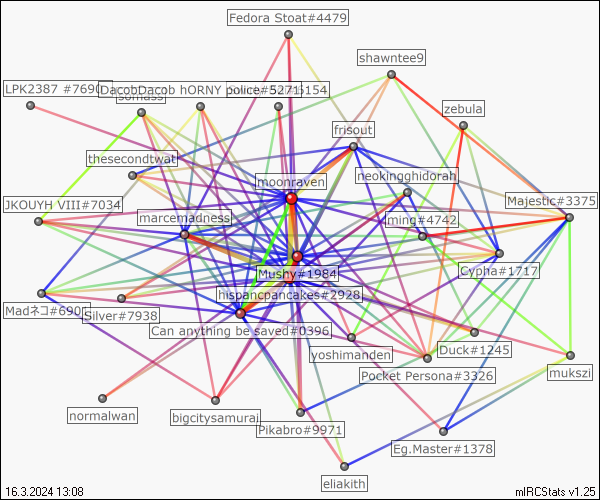 Fedora Stoat#4479
shawntee9
LPK2387 #7690
DacobDacob hORNY police#5271
5154
zebula
frisout
thesecondtwat
neokingghidorah
moonraven
JKOUYH VIII#7034
marcemadness
Majestic#3375
ming#4742
Cypha#1717
Mushy#1984
hispancpancakes#2928
Madネコ#690
Silver#7938
Can anything be saved#0396
yoshimanden
Duck#1245
Pocket Persona#3326
mukszi
normalwan
bigcitysamurai
Pikabro#9971
Eg.Master#1378
eliakith
16.3.2024 13:08
mIRCStats v1.25